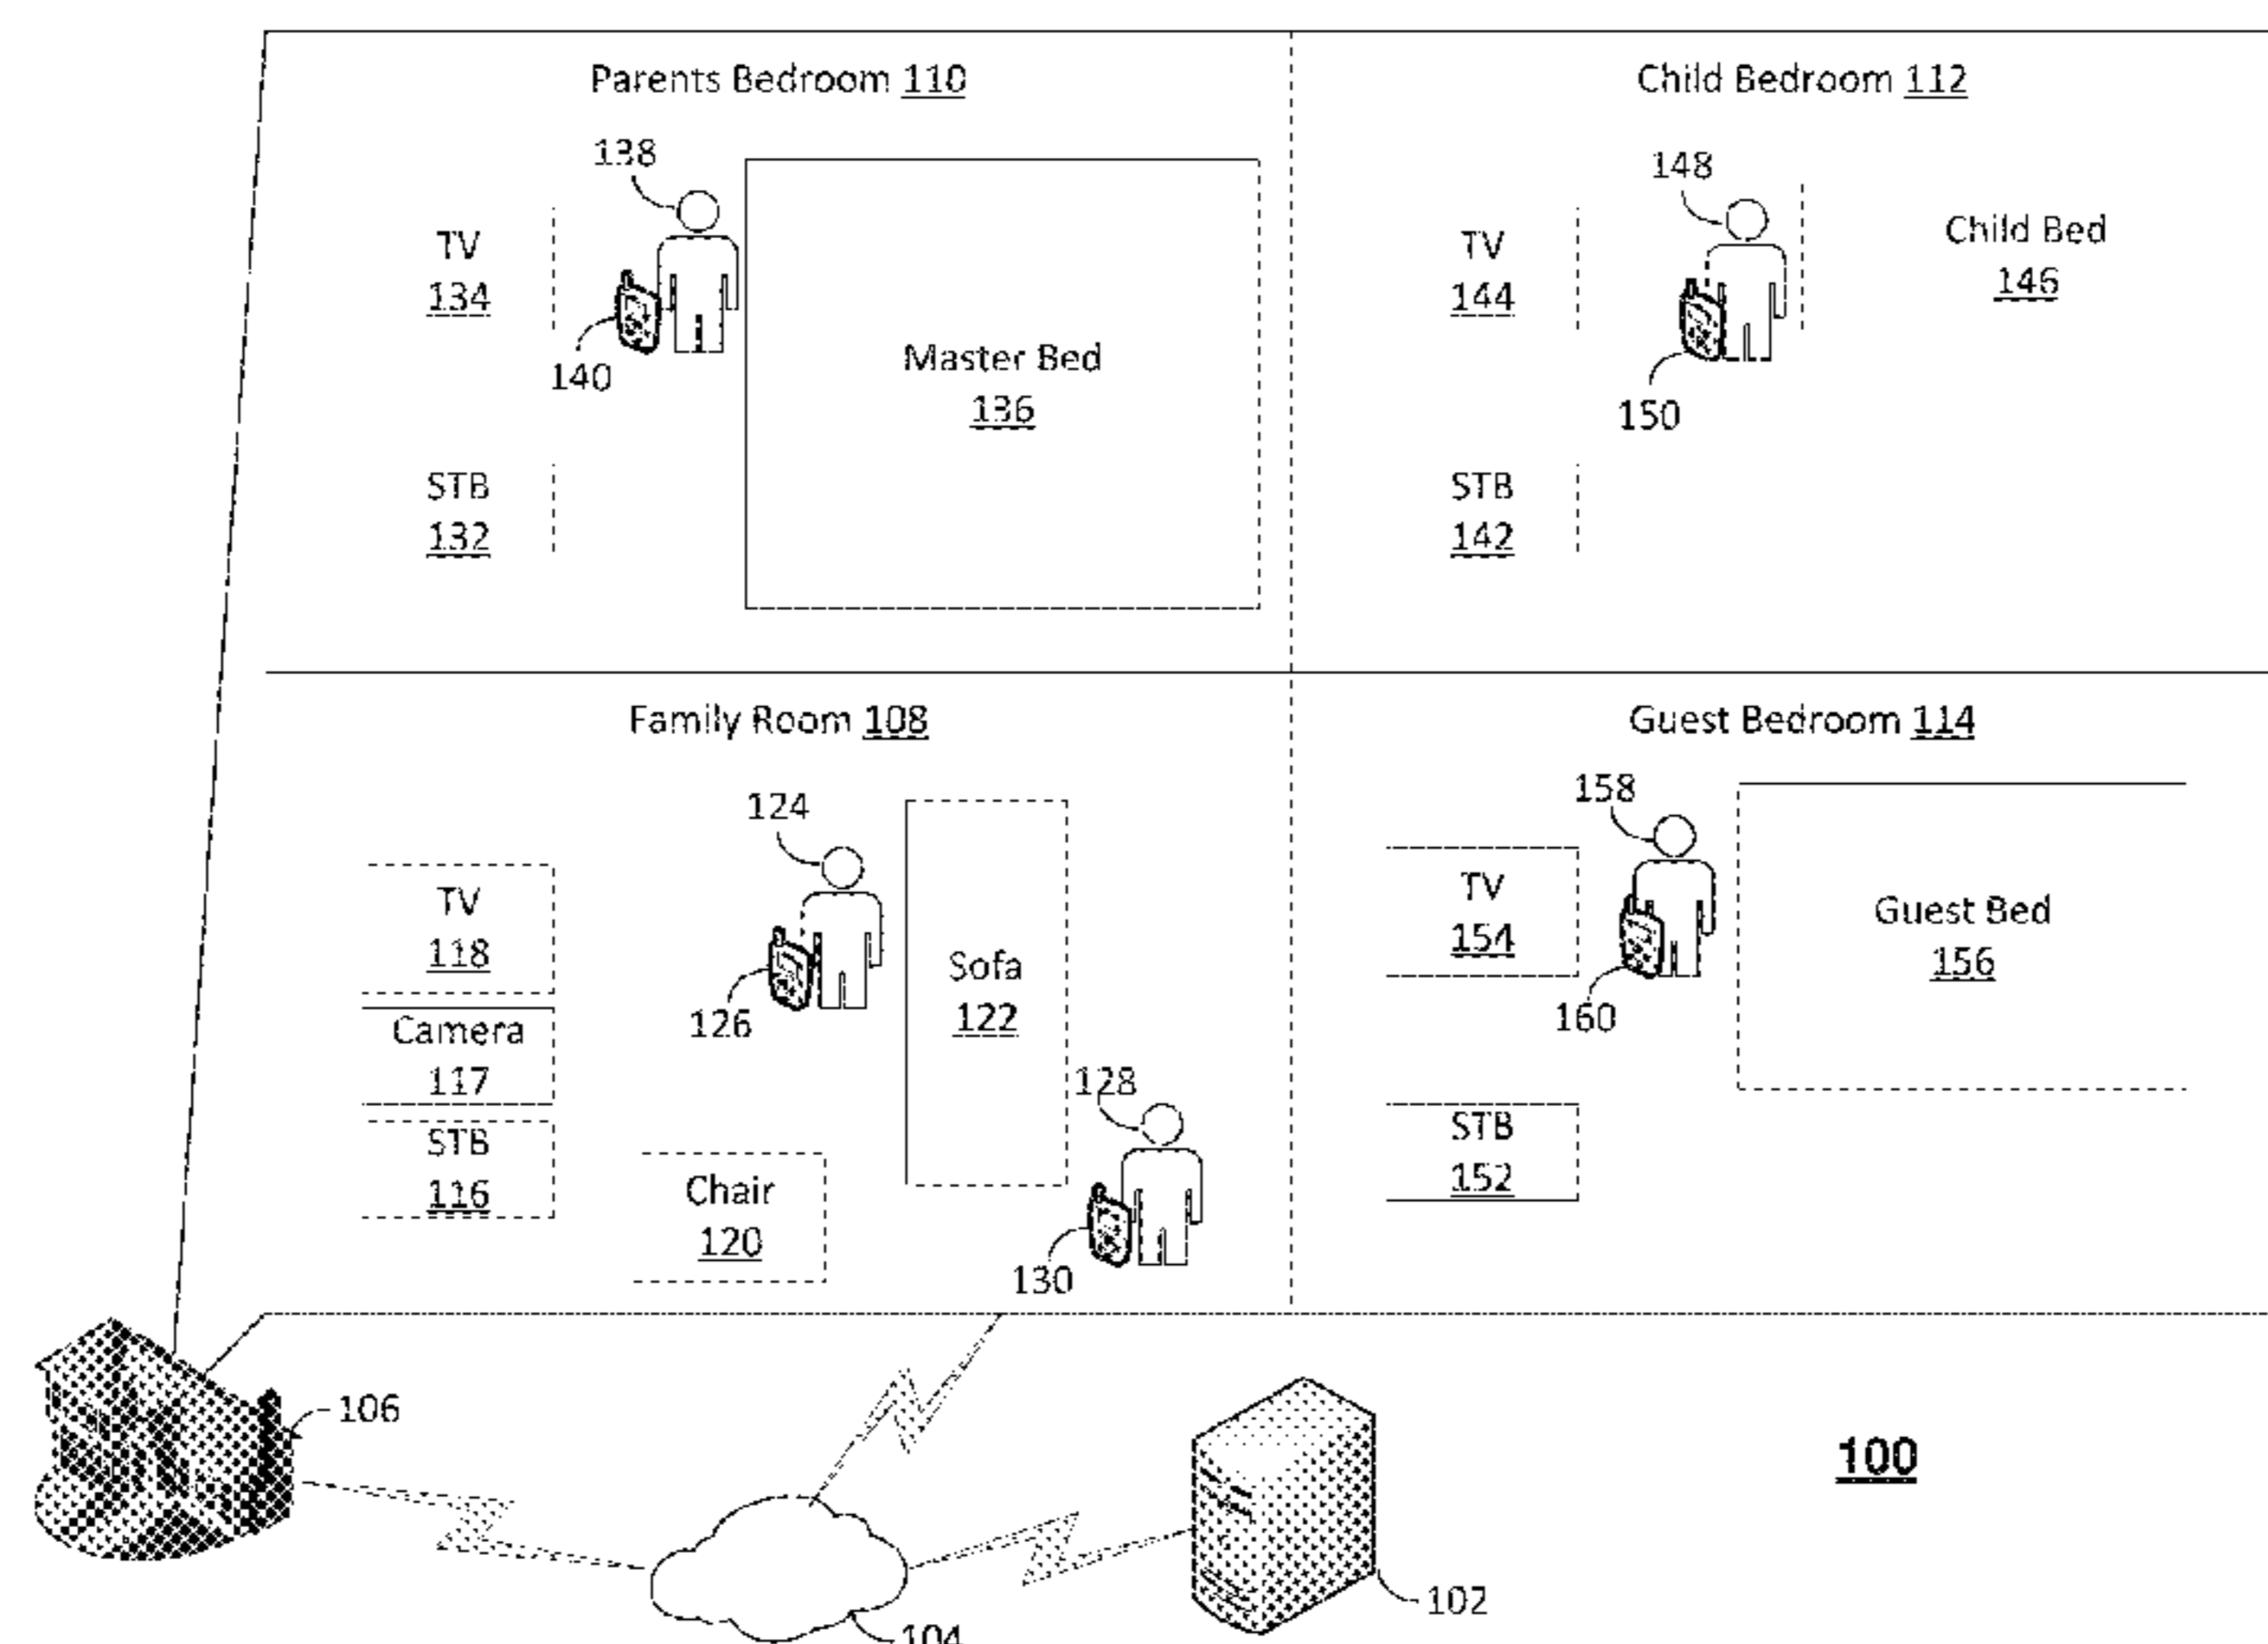 Parents Bedroom 110
138
TV
134
140
Master Bed
136
STB
132
Child Bedroom 112
148
TV
144
Child Bed
146
150
STB
142
Family Room 108
124
TV
118
126
Sofa
122
Camera
117
128
STB
116
Chair
120
130
Guest Bedroom 114
158
TV
154
Guest Bed
156
160
STB
152
106
100
102
104